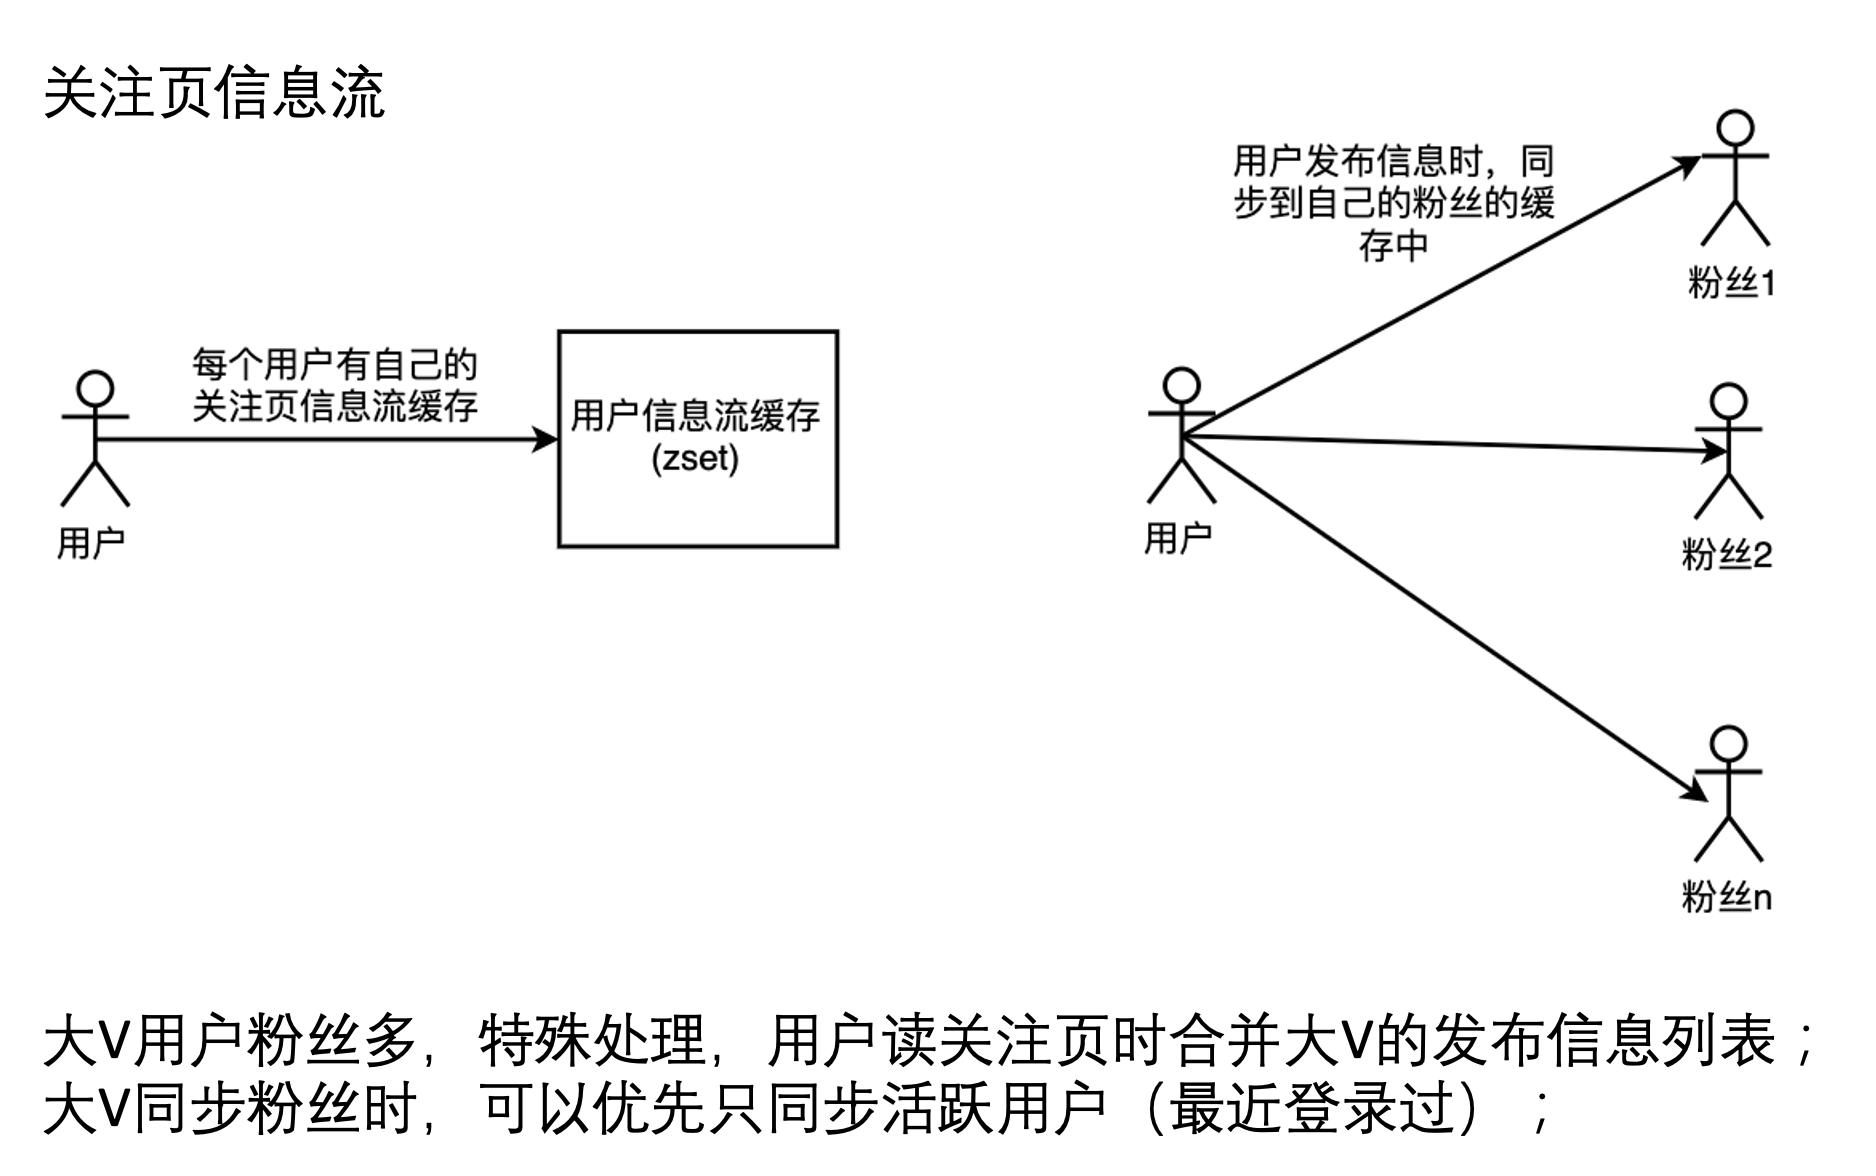 关注页信息流
用户发布信息时，同
步到自己的粉丝的缓
存中
粉丝1
每个用户有自己的
关注页信息流缓存
用户信息流缓存
(zset)
用户
用户
粉丝2
粉丝n
大V用户粉丝多，特殊处理，用户读关注页时合并大V的发布信息列表；
大V同步粉丝时，可以优先只同步活跃用户（最近登录过）；